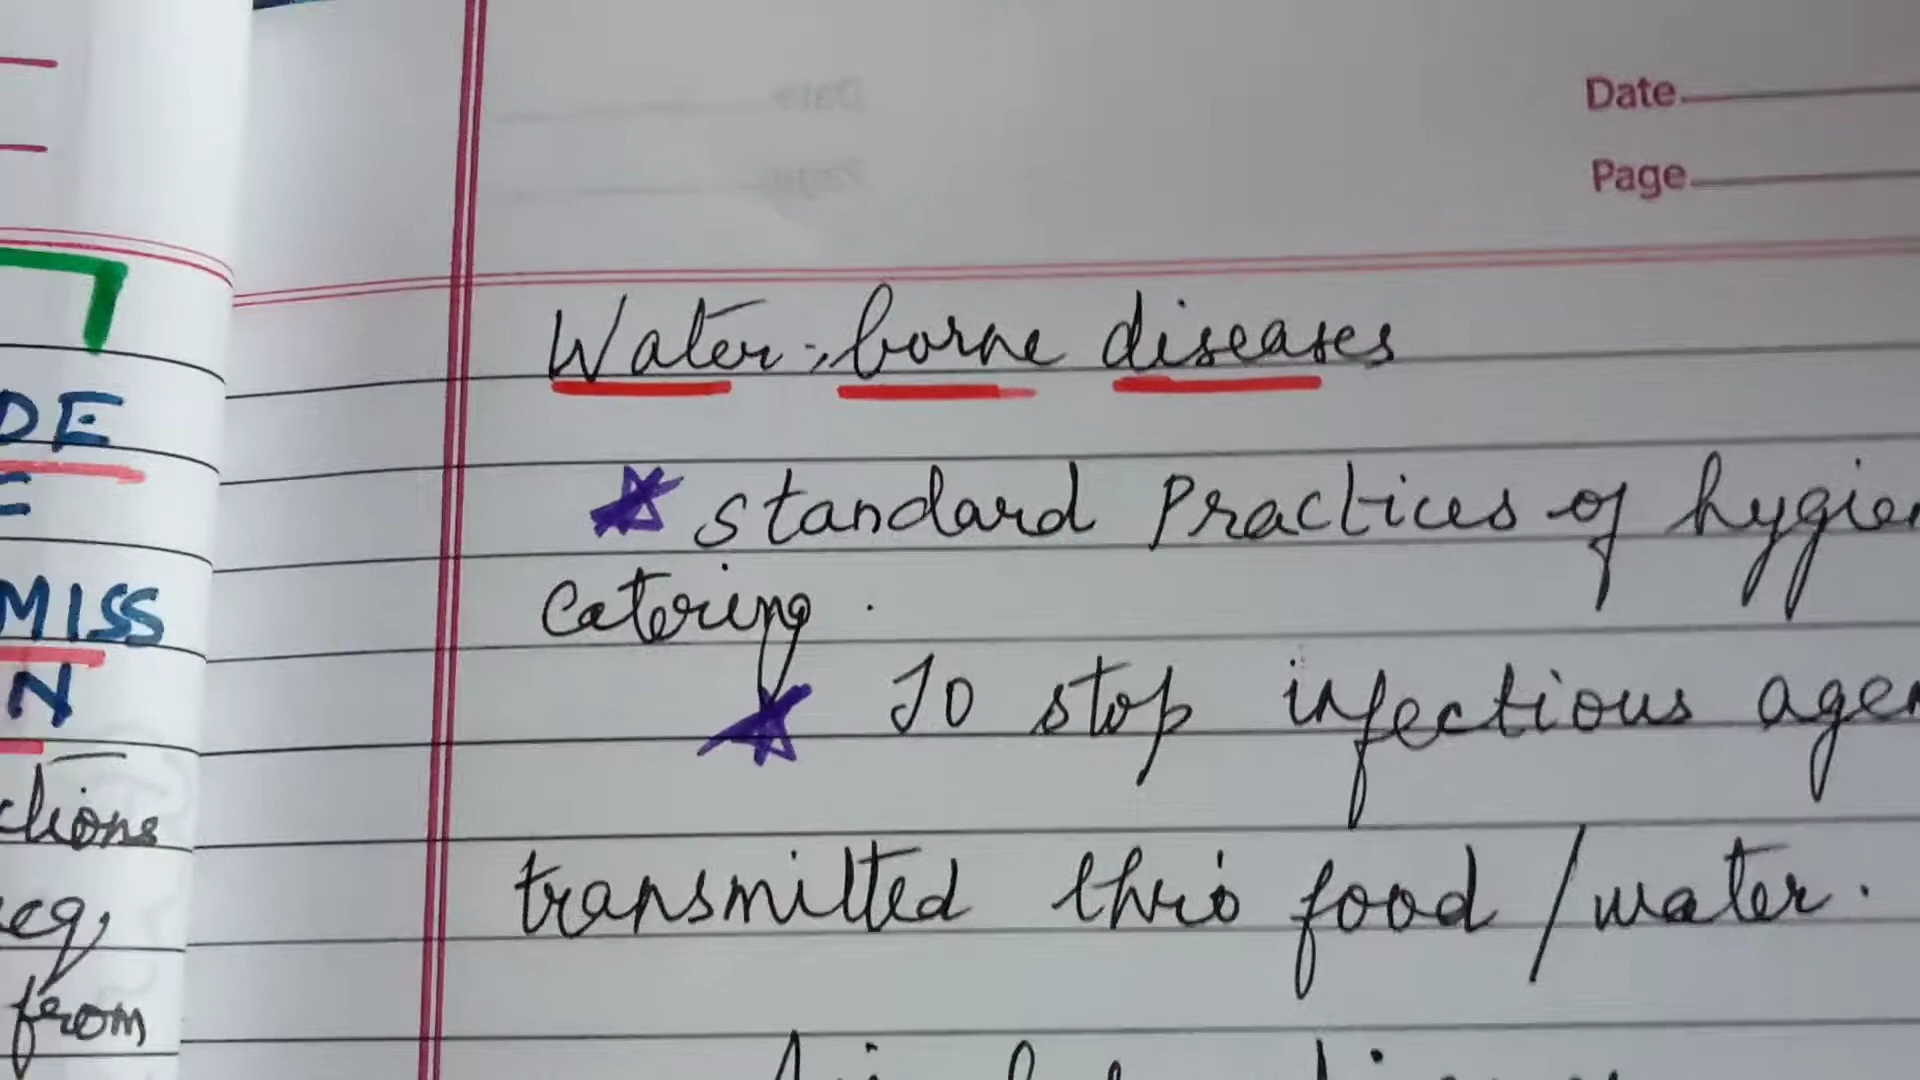 Date
Page
Water-borne diseases
standard Practices of
catering.
To stop infectious
transmitted thro food / water.
DE
MISS
N
from